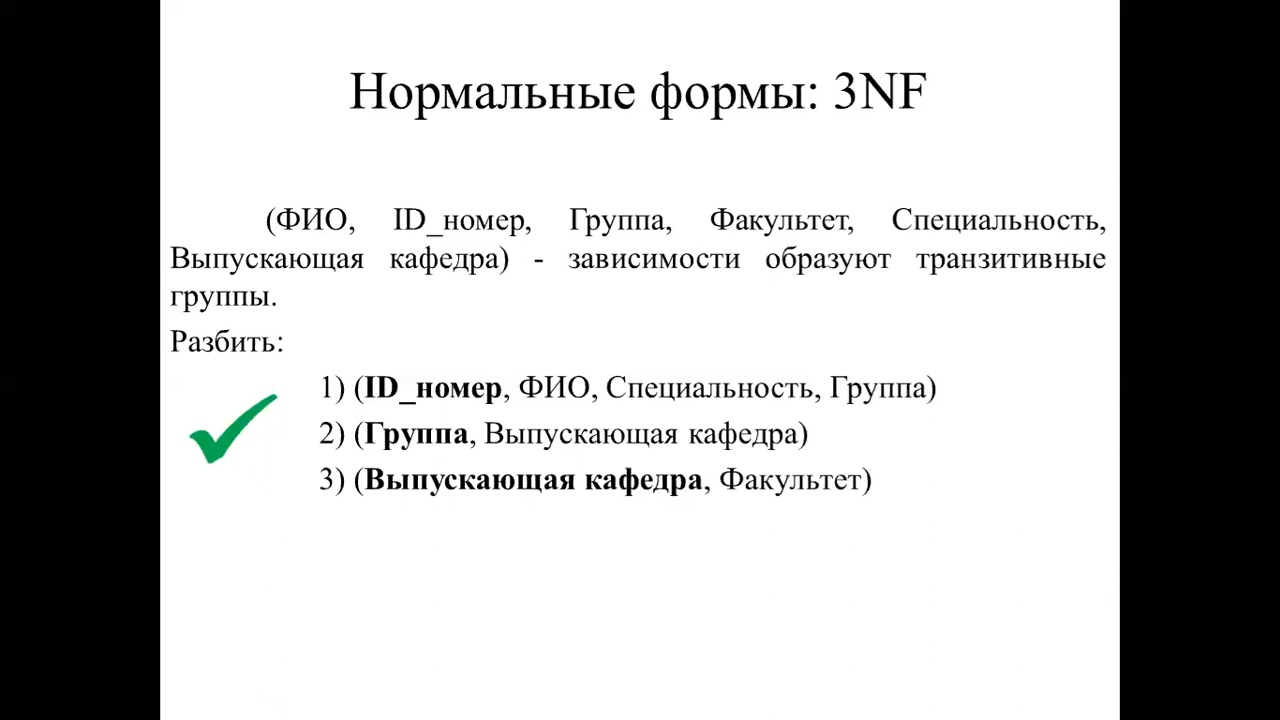 Нормальные формы: 3NF
(ФИО, ID_номер, Группа, Факультет, Специальность,
Выпускающая кафедра) - зависимости образуют транзитивные
группы.
Разбить:
1) (ID_номер, ФИО, Специальность, Группа)
2) (Группа, Выпускающая кафедра)
3) (Выпускающая кафедра, Факультет)